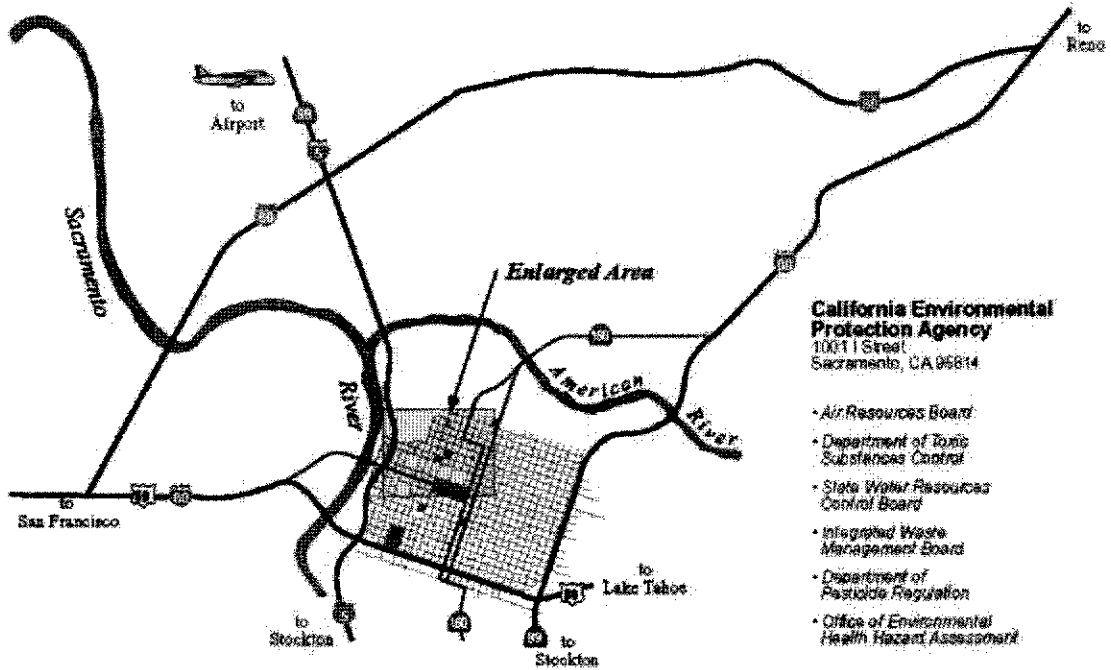 to
Reno
to
Airport
Sacramento
River
Enlarged Area
American
River
to
San Francisco
to
Stockton
to
Lake Tahoe
to
Stockton
California Environmental
Protection Agency
1001 I Street
Sacramento, CA 95814
• Air Resources Board
• Department of Toxic
Substances Control
• State Water Resources
Control Board
• Integrated Waste
Management Board
• Department of
Pesticide Regulation
• Office of Environmental
Health Hazard Assessment